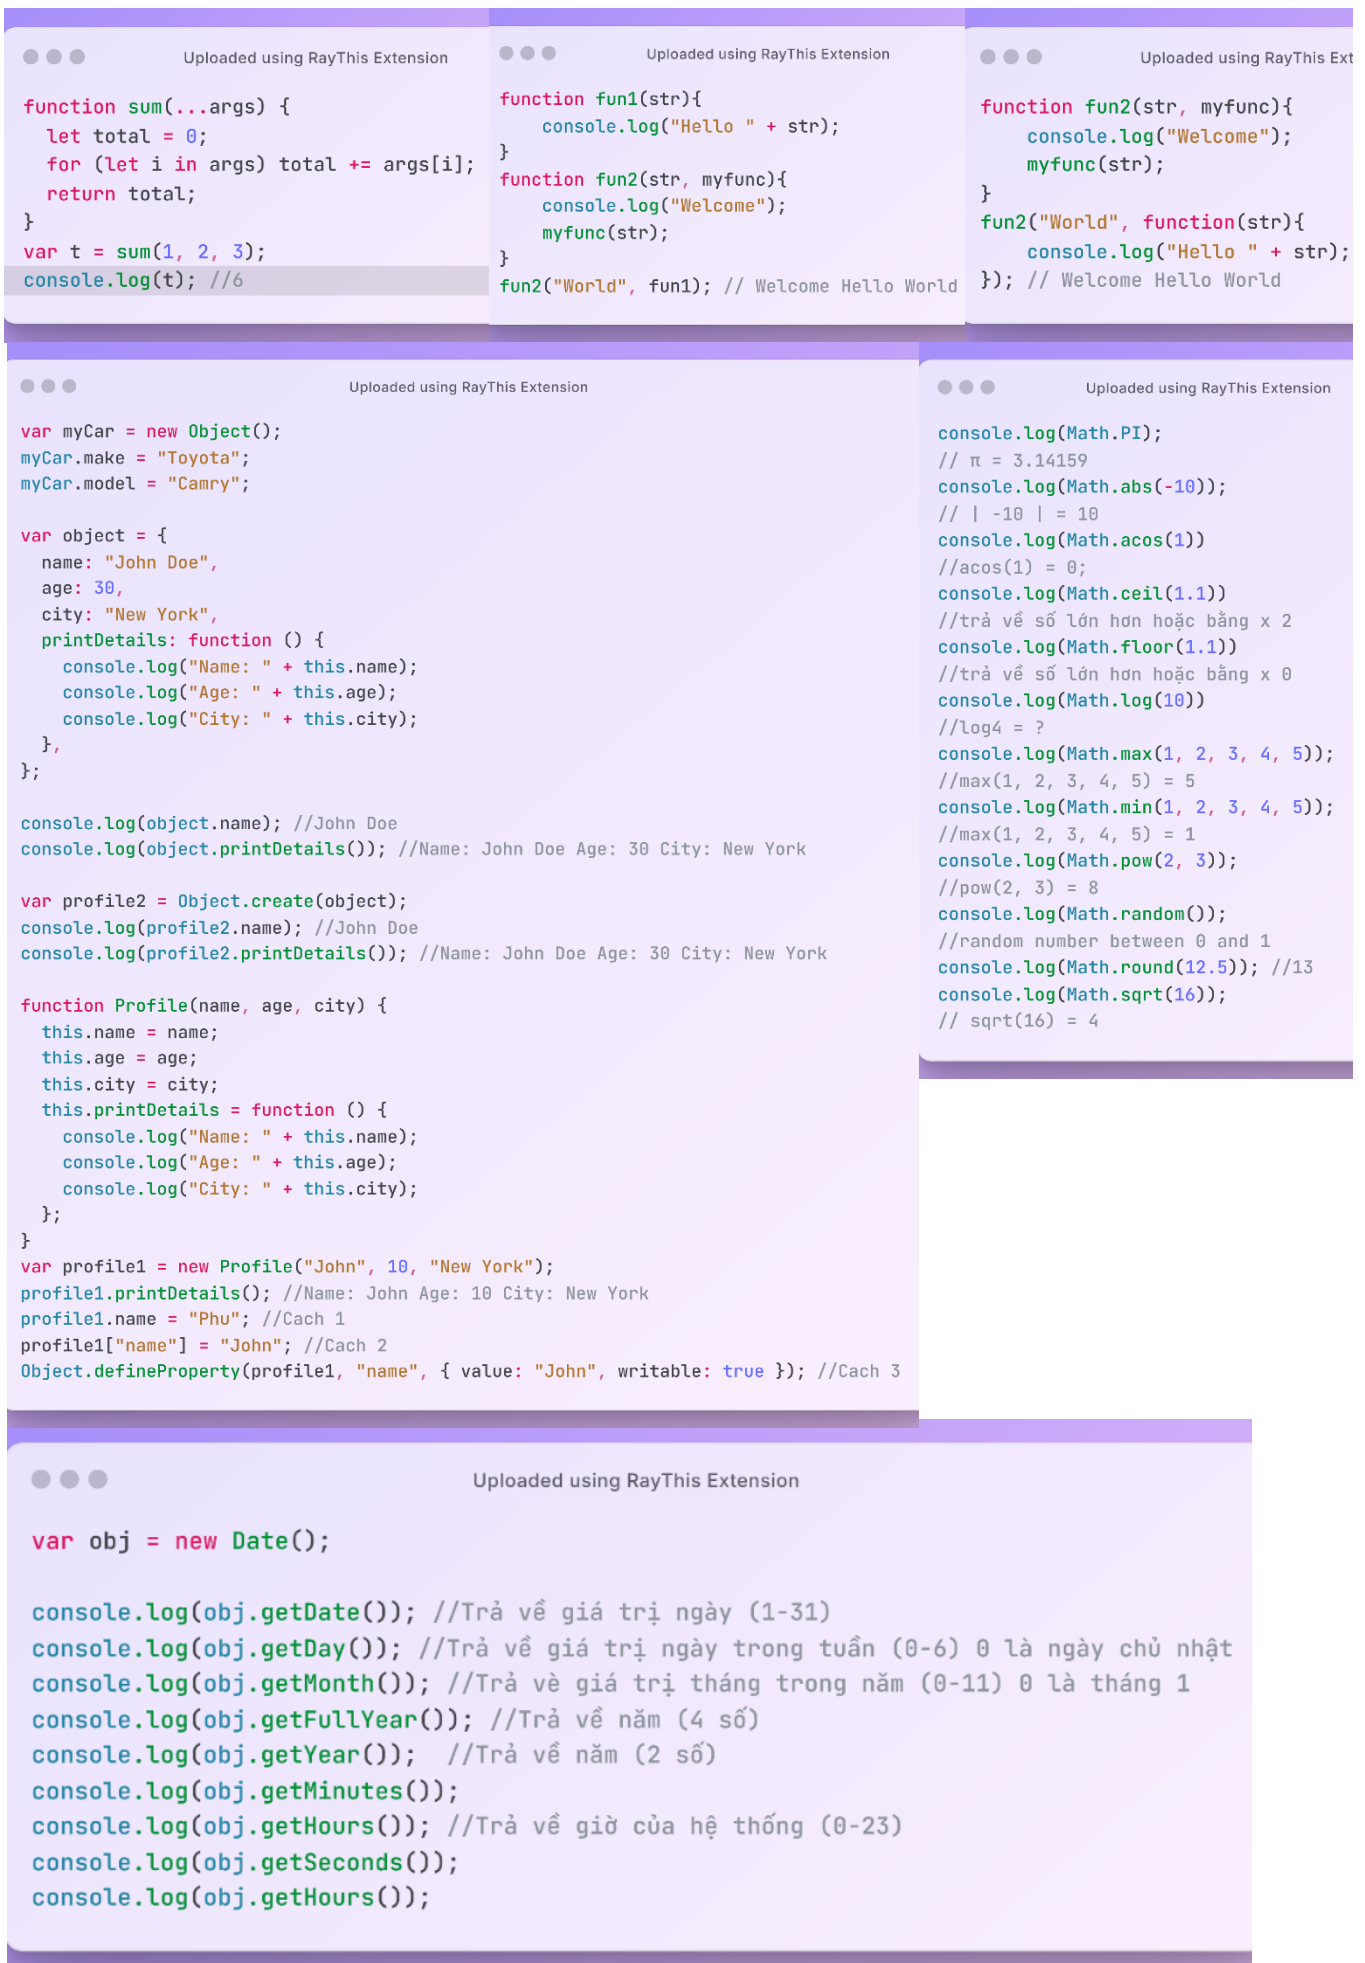 Uploaded using RayThis Extension
function sum(...args) {
  let total = 0;
  for (let i in args) total += args[i];
  return total;
}
var t = sum(1, 2, 3);
console.log(t); //6
Uploaded using RayThis Extension
function fun1(str){
    console.log("Hello " + str);
}
function fun2(str, myfunc){
    console.log("Welcome");
    myfunc(str);
}
fun2("World", fun1); // Welcome Hello World
Uploaded using RayThis Ext
function fun2(str, myfunc){
    console.log("Welcome");
    myfunc(str);
}
fun2("World", function(str){
    console.log("Hello " + str);
}); // Welcome Hello World
Uploaded using RayThis Extension
var myCar = new Object();
myCar.make = "Toyota";
myCar.model = "Camry";
var object = {
  name: "John Doe",
  age: 30,
  city: "New York",
  printDetails: function () {
    console.log("Name: " + this.name);
    console.log("Age: " + this.age);
    console.log("City: " + this.city);
  },
};
console.log(object.name); //John Doe
console.log(object.printDetails()); //Name: John Doe Age: 30 City: New York
var profile2 = Object.create(object);
console.log(profile2.name); //John Doe
console.log(profile2.printDetails()); //Name: John Doe Age: 30 City: New York
function Profile(name, age, city) {
  this.name = name;
  this.age = age;
  this.city = city;
  this.printDetails = function () {
    console.log("Name: " + this.name);
    console.log("Age: " + this.age);
    console.log("City: " + this.city);
  };
}
var profile1 = new Profile("John", 10, "New York");
profile1.printDetails(); //Name: John Age: 10 City: New York
profile1.name = "Phu"; //Cach 1
profile1["name"] = "John"; //Cach 2
Object.defineProperty(profile1, "name", { value: "John", writable: true }); //Cach 3
Uploaded using RayThis Extension
console.log(Math.PI);
// π = 3.14159
console.log(Math.abs(-10));
// | -10 | = 10
console.log(Math.acos(1))
//acos(1) = 0;
console.log(Math.ceil(1.1))
//trả về số lớn hơn hoặc bằng x 2
console.log(Math.floor(1.1))
//trả về số lớn hơn hoặc bằng x 0
console.log(Math.log(10))
//log4 = ?
console.log(Math.max(1, 2, 3, 4, 5));
//max(1, 2, 3, 4, 5) = 5
console.log(Math.min(1, 2, 3, 4, 5));
//max(1, 2, 3, 4, 5) = 1
console.log(Math.pow(2, 3));
//pow(2, 3) = 8
console.log(Math.random());
//random number between 0 and 1
console.log(Math.round(12.5)); //13
console.log(Math.sqrt(16));
// sqrt(16) = 4
Uploaded using RayThis Extension
var obj = new Date();
console.log(obj.getDate()); //Trả về giá trị ngày (1-31)
console.log(obj.getDay()); //Trả về giá trị ngày trong tuần (0-6) 0 là ngày chủ nhật
console.log(obj.getMonth()); //Trả vè giá trị tháng trong năm (0-11) 0 là tháng 1
console.log(obj.getFullYear()); //Trả về năm (4 số)
console.log(obj.getYear());  //Trả về năm (2 số)
console.log(obj.getMinutes());
console.log(obj.getHours()); //Trả về giờ của hệ thống (0-23)
console.log(obj.getSeconds());
console.log(obj.getHours());